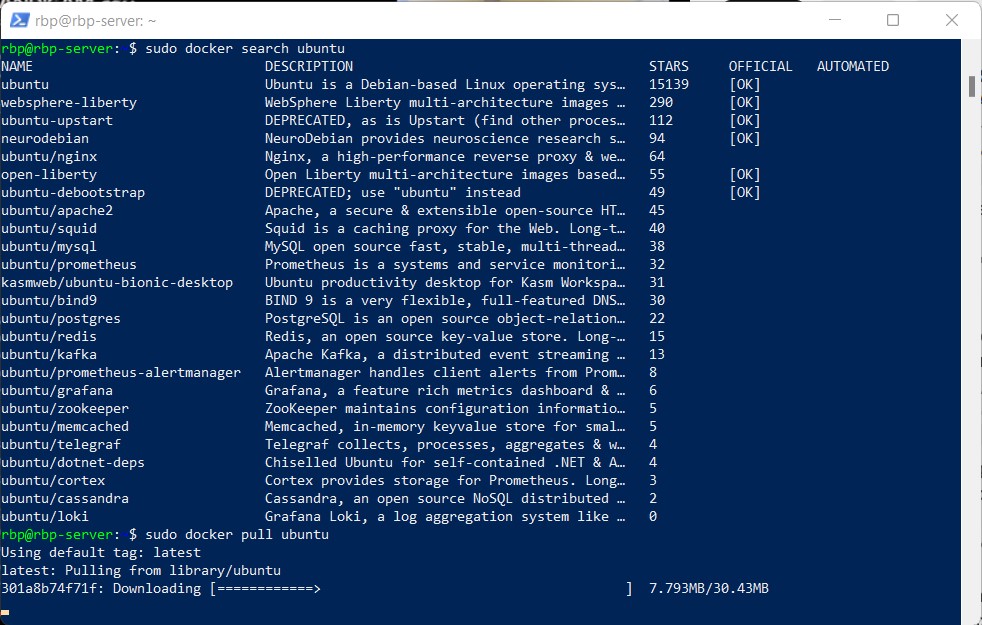 rbp@rbp-server: ~
rbp@rbp-server: $ sudo docker search ubuntu
NAME DESCRIPTION STARS OFFICIAL AUTOMATED
ubuntu Ubuntu is a Debian-based Linux operating sys… 15139 [OK]
websphere-liberty WebSphere Liberty multi-architecture images … 290 [OK]
ubuntu-upstart DEPRECATED, as is Upstart (find other proces… 112 [OK]
neurodebian NeuroDebian provides neuroscience research s… 94 [OK]
ubuntu/nginx Nginx, a high-performance reverse proxy & we… 64
open-liberty Open Liberty multi-architecture images based… 55 [OK]
ubuntu-debootstrap DEPRECATED; use "ubuntu" instead 49 [OK]
ubuntu/apache2 Apache, a secure & extensible open-source HT… 45
ubuntu/squid Squid is a caching proxy for the Web. Long-t… 40
ubuntu/mysql MySQL open source fast, stable, multi-thread… 38
ubuntu/prometheus Prometheus is a systems and service monitori… 32
kasmweb/ubuntu-bionic-desktop Ubuntu productivity desktop for Kasm Workspa… 31
ubuntu/bind9 BIND 9 is a very flexible, full-featured DNS… 30
ubuntu/postgres PostgreSQL is an open source object-relation… 22
ubuntu/redis Redis, an open source key-value store. Long-… 15
ubuntu/kafka Apache Kafka, a distributed event streaming … 13
ubuntu/prometheus-alertmanager Alertmanager handles client alerts from Prom… 8
ubuntu/grafana Grafana, a feature rich metrics dashboard & … 6
ubuntu/zookeeper ZooKeeper maintains configuration informatio… 5
ubuntu/memcached Memcached, in-memory keyvalue store for smal… 5
ubuntu/telegraf Telegraf collects, processes, aggregates & w… 4
ubuntu/dotnet-deps Chiselled Ubuntu for self-contained .NET & A… 4
ubuntu/cortex Cortex provides storage for Prometheus. Long… 3
ubuntu/cassandra Cassandra, an open source NoSQL distributed … 2
ubuntu/loki Grafana Loki, a log aggregation system like … 0
rbp@rbp-server: $ sudo docker pull ubuntu
Using default tag: latest
latest: Pulling from library/ubuntu
301a8b74f71f: Downloading [============> ] 7.793MB/30.43MB